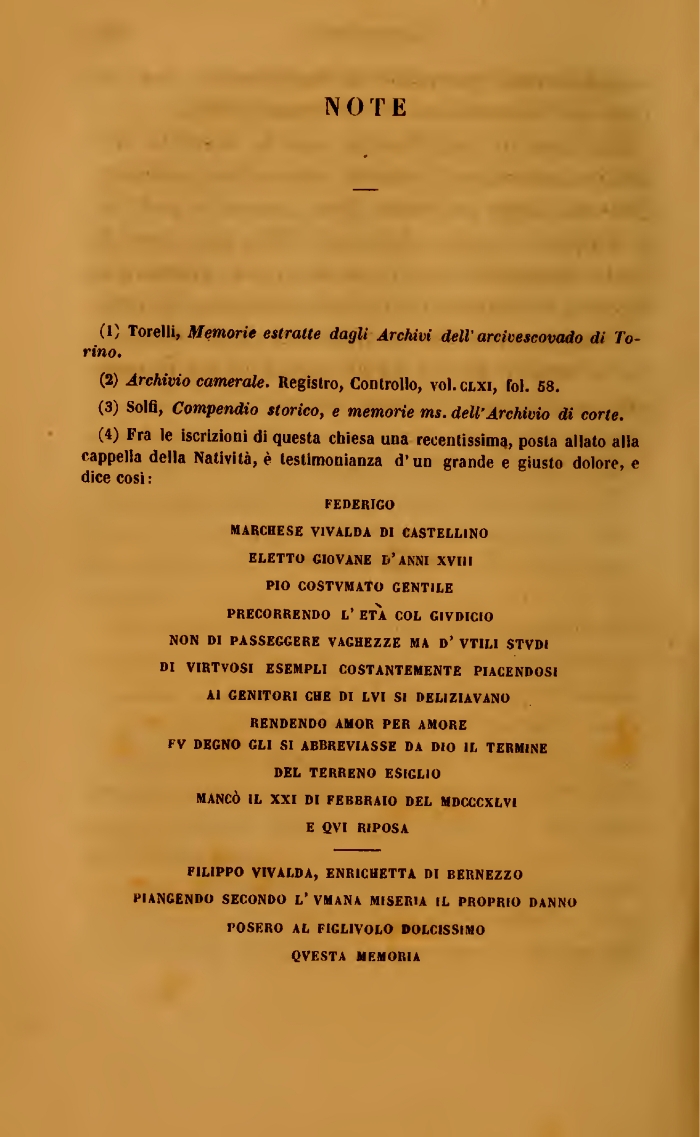 NOTE
(1) Torelli, Memorie estratte dagli Archivi dell'arcivescovado di To-
rino.
(2) Archivio camerale. Registro, Controllo, vol. CLXI, fol. 58.
(3) Solfi, Compendio storico, e memorie ms. dell'Archivio di corte.
(4) Fra le iscrizioni di questa chiesa una recentissima, posta allato alla
cappella della Natività, è testimonianza d'un grande e giusto dolore, e
dice così:
FEDERIGO
MARCHESE VIVALDA DI CASTELLINO
ELETTO GIOVANE D'ANNI XVIII
PIO COSTVMATO GENTILE
PRECORRENDO L'ETÀ COL GIVDICIO
NON DI PASSEGGERE VAGHEZZE MA D'VTILI STVDI
DI VIRTVOSI ESEMPLI COSTANTEMENTE PIACENDOSI
AI GENITORI CHE DI LVI SI DELIZIAVANO
RENDENDO AMOR PER AMORE
FV DEGNO GLI SI ABBREVIASSE DA DIO IL TERMINE
DEL TERRENO ESIGLIO
MANCÒ IL XXI DI FEBBRAIO DEL MDCCCXLVI
E QVI RIPOSA
FILIPPO VIVALDA, ENRICHETTA DI BERNEZZO
PIANGENDO SECONDO L'VMANA MISERIA IL PROPRIO DANNO
POSERO AL FIGLIVOLO DOLCISSIMO
QVESTA MEMORIA